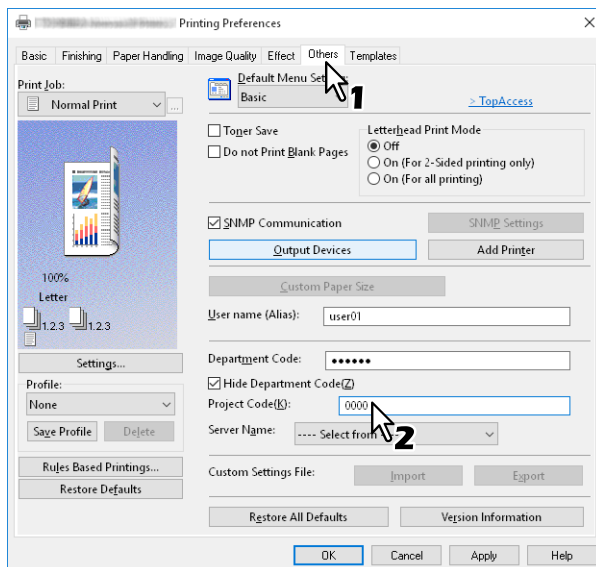 Printing Preferences
Basic Finishing Paper Handling Image Quality Effect Others Templates
Print Job:
Normal Print
...
100%
Letter
1.2.3 1.2.3
Settings...
Profile:
None
Save Profile Delete
Rules Based Printings...
Restore Defaults
Default Menu Set
Basic
1
> TopAccess
Toner Save
Do not Print Blank Pages
Letterhead Print Mode
Off
On (For 2-Sided printing only)
On (For all printing)
SNMP Communication
SNMP Settings
Output Devices
Add Printer
Custom Paper Size
User name (Alias): user01
Department Code: ●●●●●●
Hide Department Code(Z)
Project Code(K): 0000
2
Server Name: ---- Select from ----
Custom Settings File: Import Export
Restore All Defaults Version Information
OK Cancel Apply Help